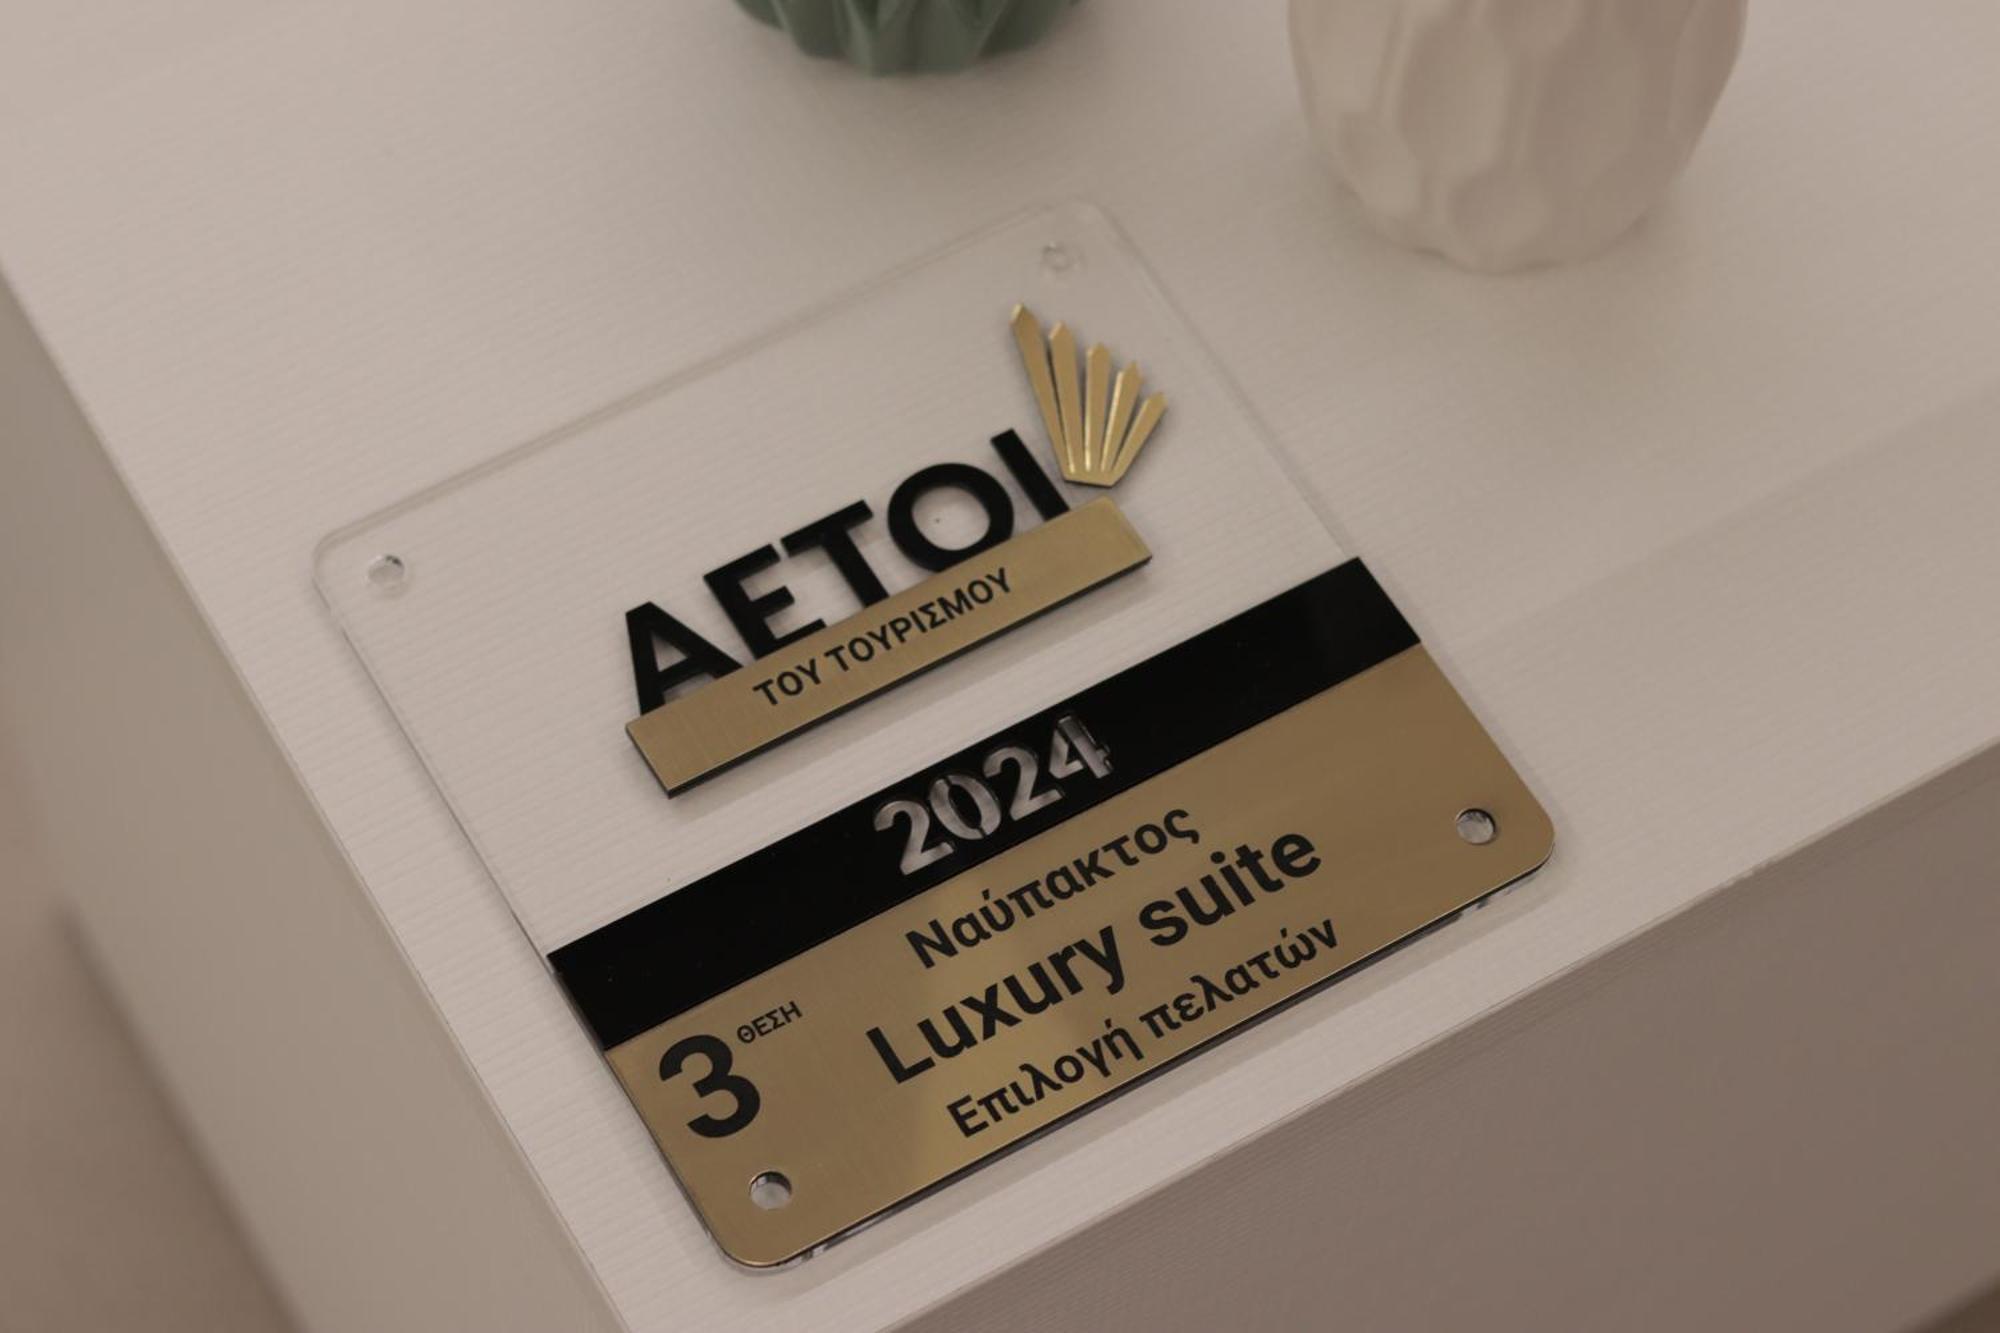 ΑΕΤΟΙ
ΤΟΥ ΤΟΥΡΙΣΜΟΥ
2024
Ναύπακτος
Luxury suite
Επιλογή πελατών
3 ΘΕΣΗ